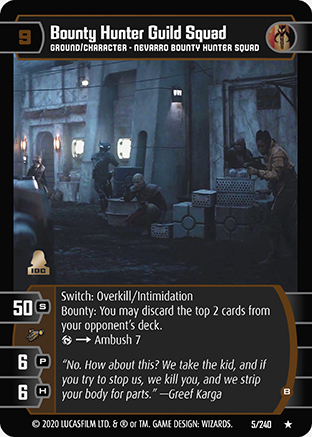 9
Bounty Hunter Guild Squad
GROUND/CHARACTER - NEVARRO BOUNTY HUNTER SQUAD
IDC
50 S
6 P
6 H
Switch: Overkill/Intimidation
Bounty: You may discard the top 2 cards from
your opponent's deck.
→ Ambush 7
“No. How about this? We take the kid, and if
you try to stop us, we kill you, and we strip
your body for parts.” —Greef Karga
B
© 2020 LUCASFILM LTD. & ® or TM. GAME DESIGN: WIZARDS.
5/240 ★